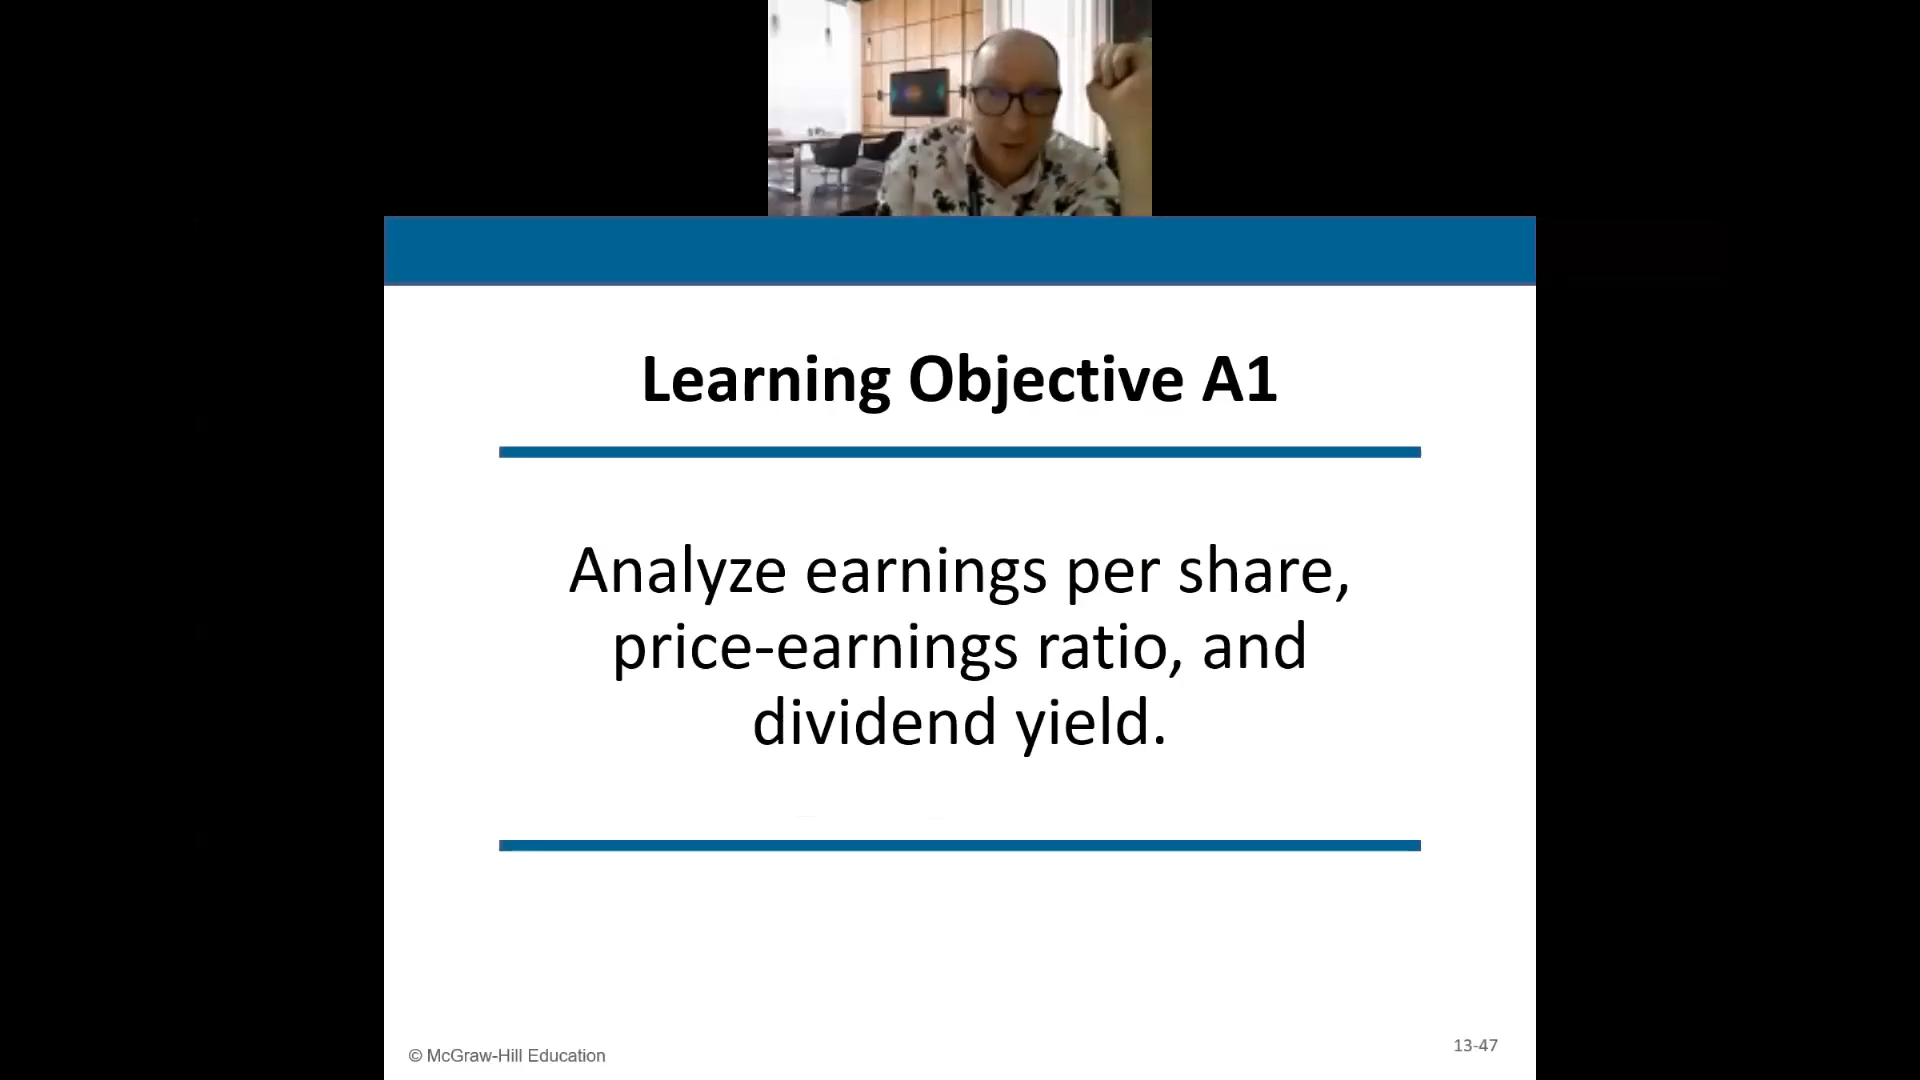 Learning Objective A1
Analyze earnings per share,
price-earnings ratio, and
dividend yield.
© McGraw-Hill Education
13-47